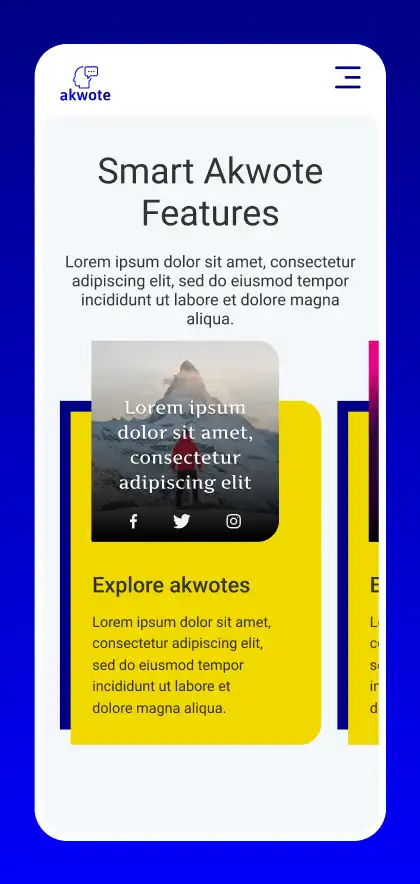 akwote
Smart Akwote
Features
Lorem ipsum dolor sit amet, consectetur
adipiscing elit, sed do eiusmod tempor
incididunt ut labore et dolore magna
aliqua.
Lorem ipsum
dolor sit amet,
consectetur
adipiscing elit
Explore akwotes
Lorem ipsum dolor sit amet,
consectetur adipiscing elit,
sed do eiusmod tempor
incididunt ut labore et
dolore magna aliqua.